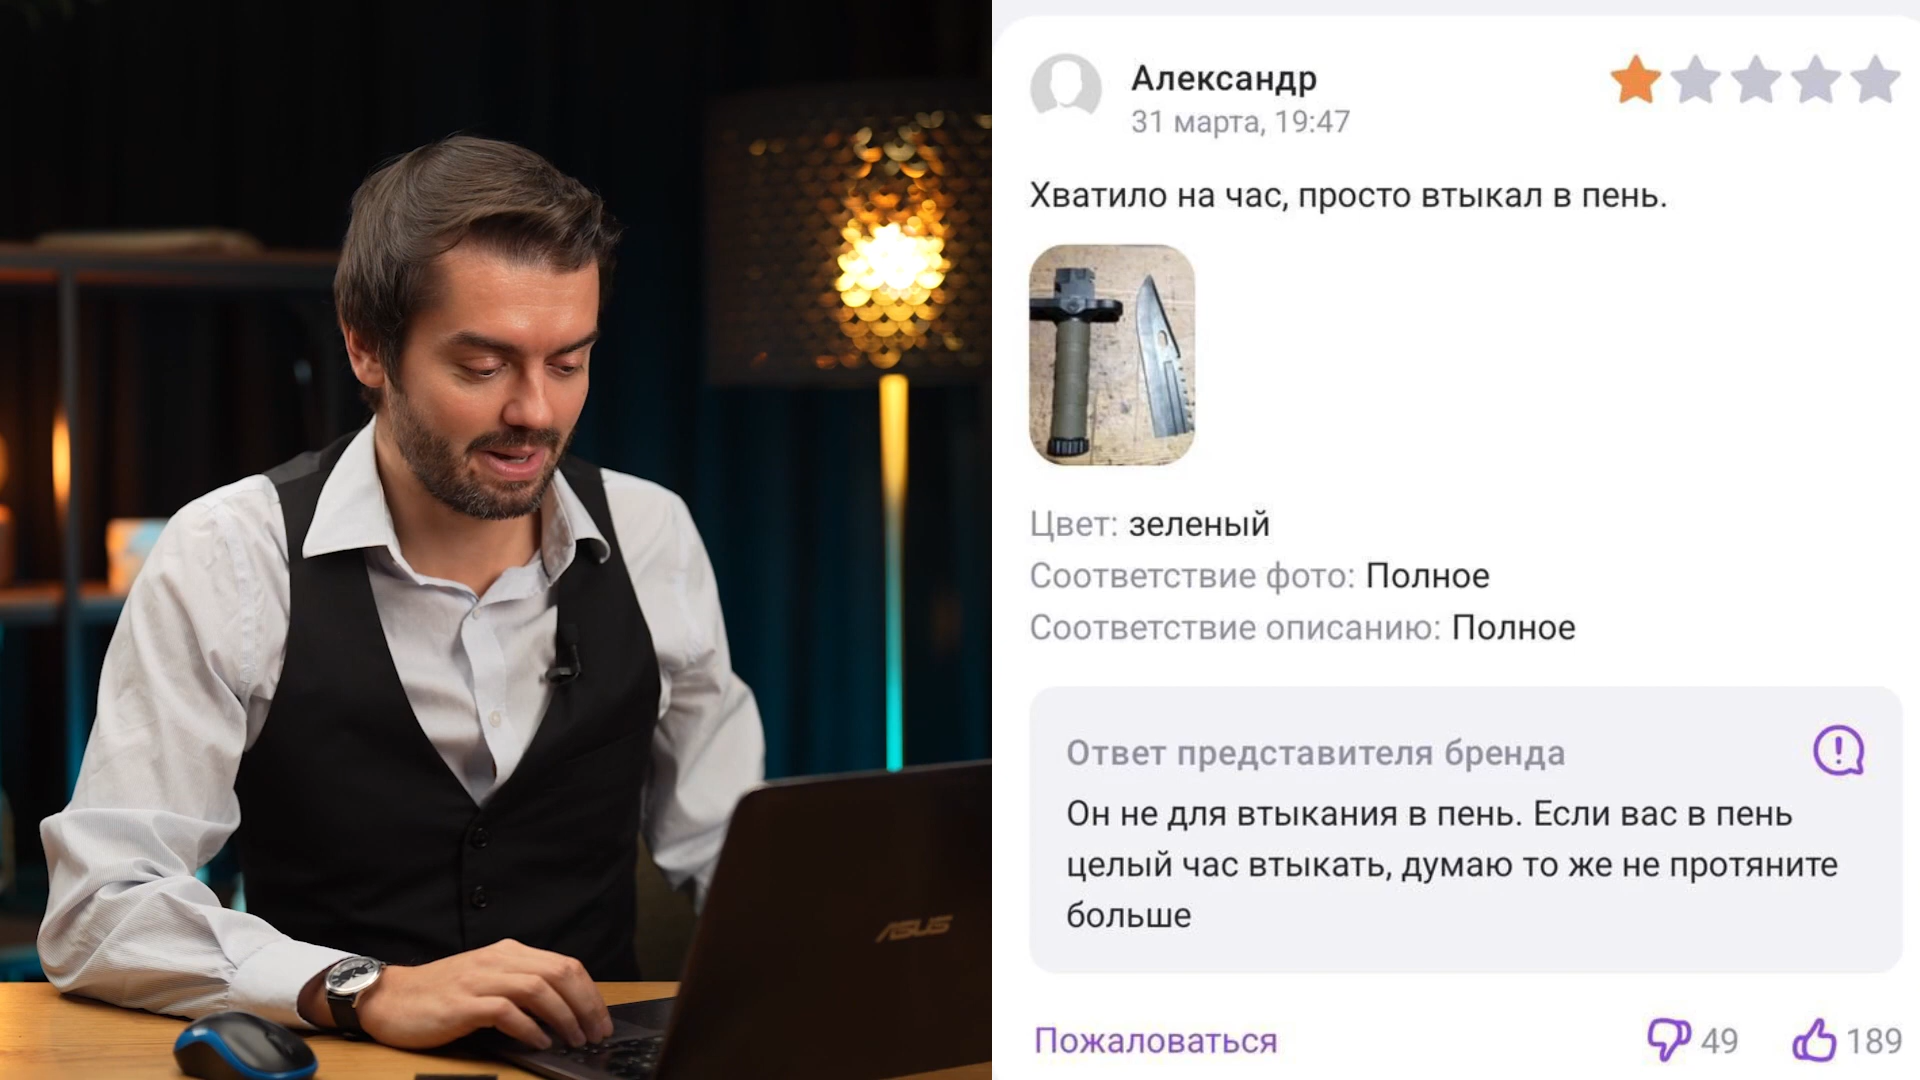 ASUS
Александр
31 марта, 19:47
Хватило на час, просто втыкал в пень.
Цвет: зеленый
Соответствие фото: Полное
Соответствие описанию: Полное
Ответ представителя бренда
Он не для втыкания в пень. Если вас в пень
целый час втыкать, думаю то же не протяните
больше
Пожаловаться
49
189